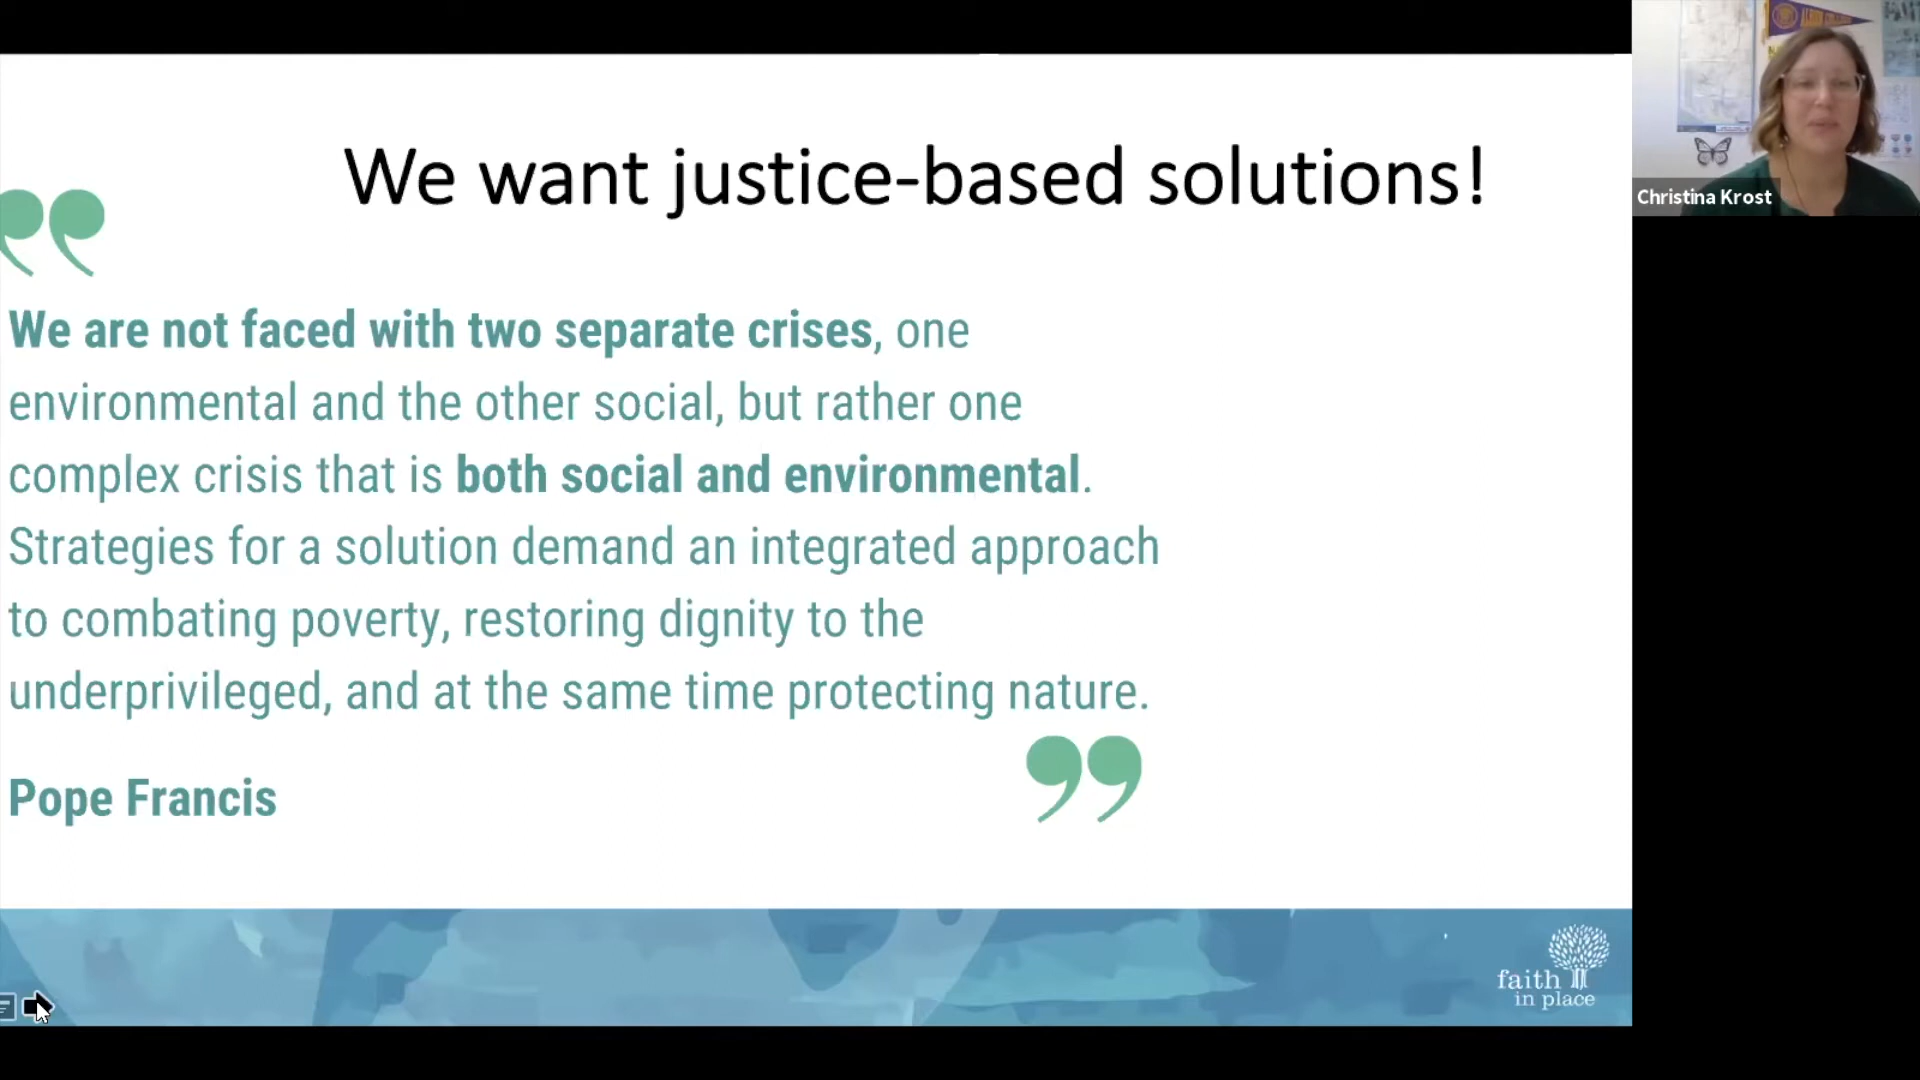 We want justice-based solutions!
“
We are not faced with two separate crises, one
environmental and the other social, but rather one
complex crisis that is both social and environmental.
Strategies for a solution demand an integrated approach
to combating poverty, restoring dignity to the
underprivileged, and at the same time protecting nature.
”
Pope Francis
faith
in place
Christina Krost